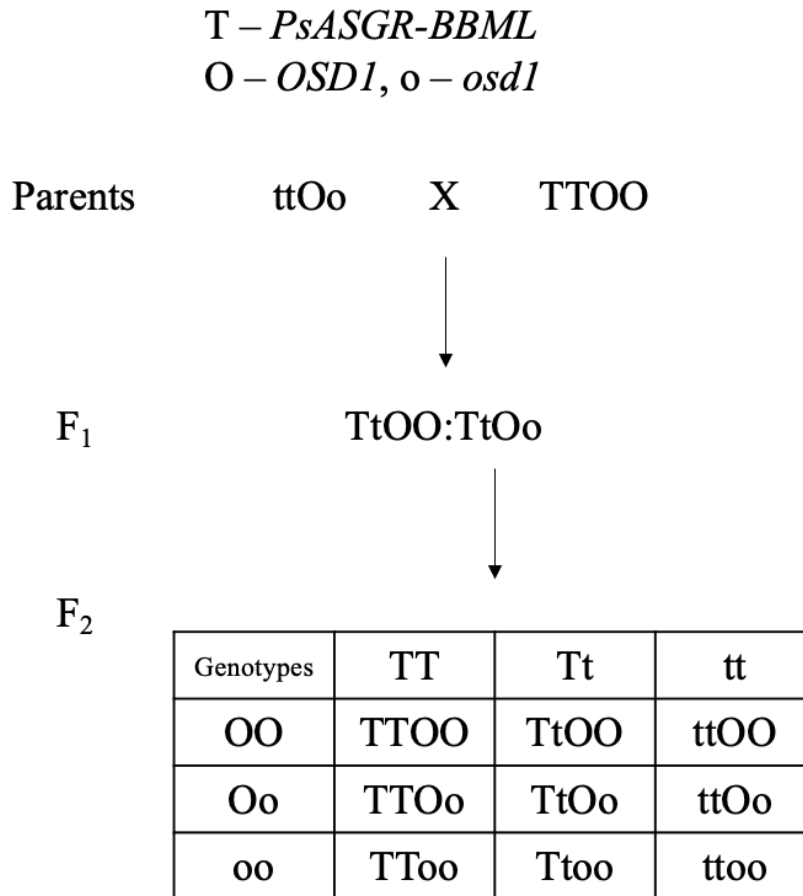 T – PsASGR-BBML
O – OSD1, o – osd1
Parents ttOo X TTOO
F₁ TtOO:TtOo
F₂
Genotypes TT Tt tt
OO TTOO TtOO ttOO
Oo TTOo TtOo ttOo
oo TToo Ttoo ttoo